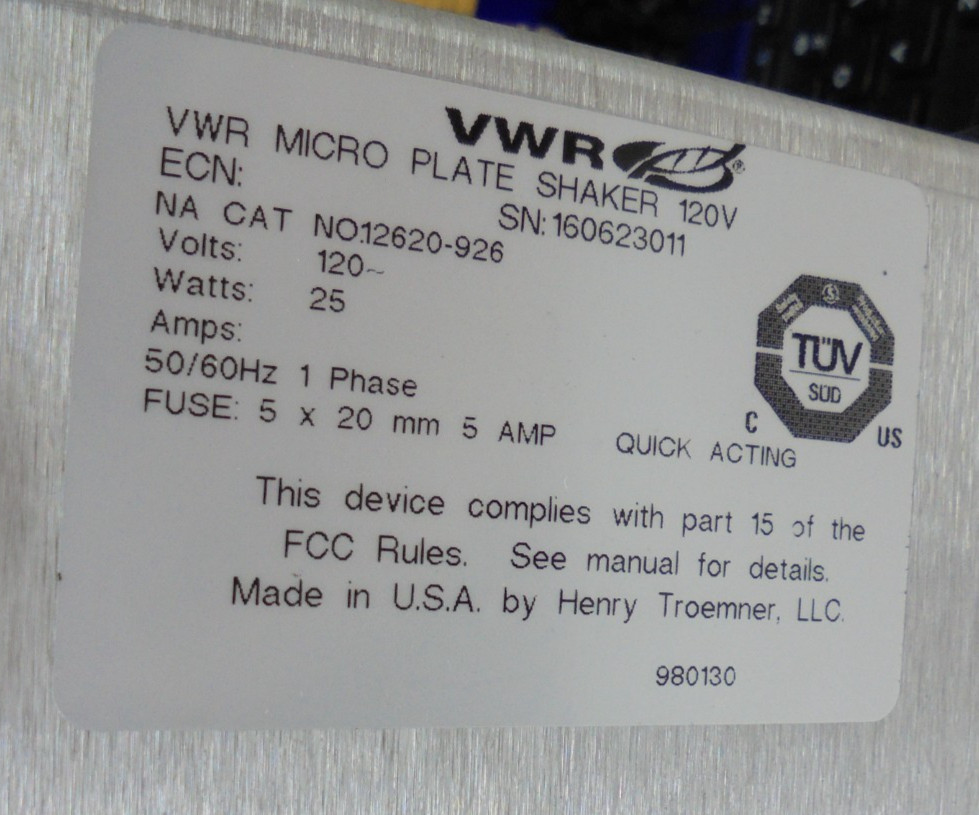 VWR
VWR MICRO PLATE SHAKER 120V
ECN:
SN: 160623011
NA CAT NO.12620-926
Volts: 120~
Watts: 25
Amps:
50/60Hz 1 Phase
FUSE: 5 x 20 mm 5 AMP QUICK ACTING
TÜV
SÜD
C US
This device complies with part 15 of the
FCC Rules. See manual for details.
Made in U.S.A. by Henry Troemner, LLC.
980130